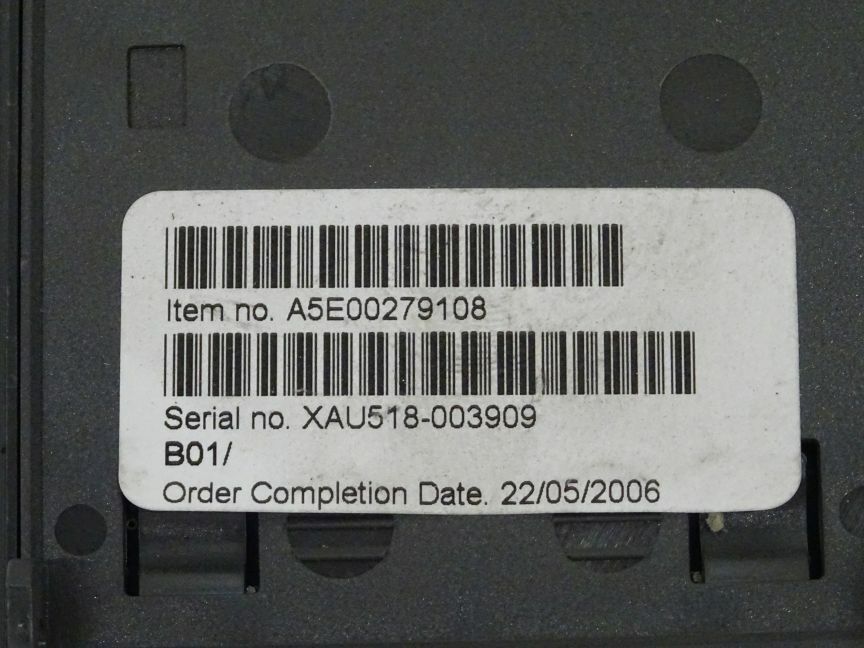 Item no. A5E00279108
Serial no. XAU518-003909
B01/
Order Completion Date. 22/05/2006